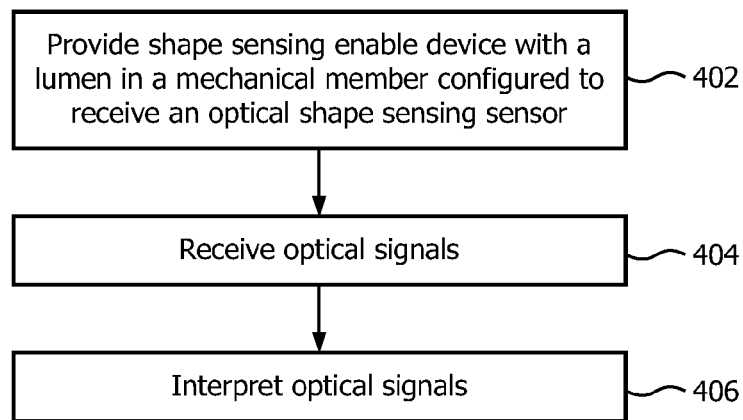 Provide shape sensing enable device with a
lumen in a mechanical member configured to
receive an optical shape sensing sensor
402
Receive optical signals
404
Interpret optical signals
406